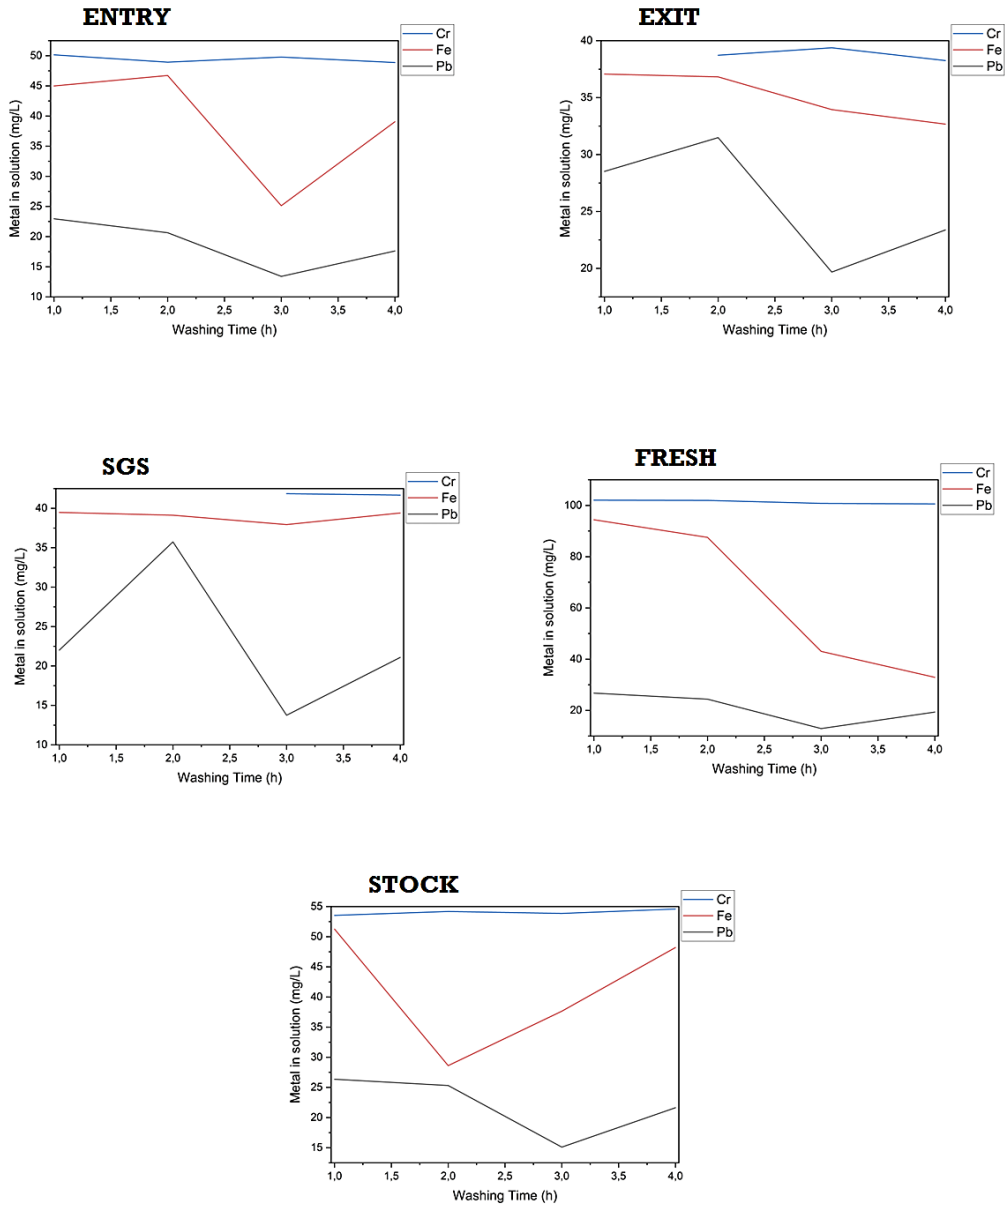 ENTRY
Cr
Fe
Pb
Metal in solution (mg/L)
50
45
40
35
30
25
20
15
10
1,0 1,5 2,0 2,5 3,0 3,5 4,0
Washing Time (h)
EXIT
Cr
Fe
Pb
Metal in solution (mg/L)
40
35
30
25
20
1,0 1,5 2,0 2,5 3,0 3,5 4,0
Washing Time (h)
SGS
Cr
Fe
Pb
Metal in solution (mg/L)
40
35
30
25
20
15
10
1,0 1,5 2,0 2,5 3,0 3,5 4,0
Washing Time (h)
FRESH
Cr
Fe
Pb
Metal in solution (mg/L)
100
80
60
40
20
1,0 1,5 2,0 2,5 3,0 3,5 4,0
Washing Time (h)
STOCK
Cr
Fe
Pb
Metal in solution (mg/L)
55
50
45
40
35
30
25
20
15
1,0 1,5 2,0 2,5 3,0 3,5 4,0
Washing Time (h)